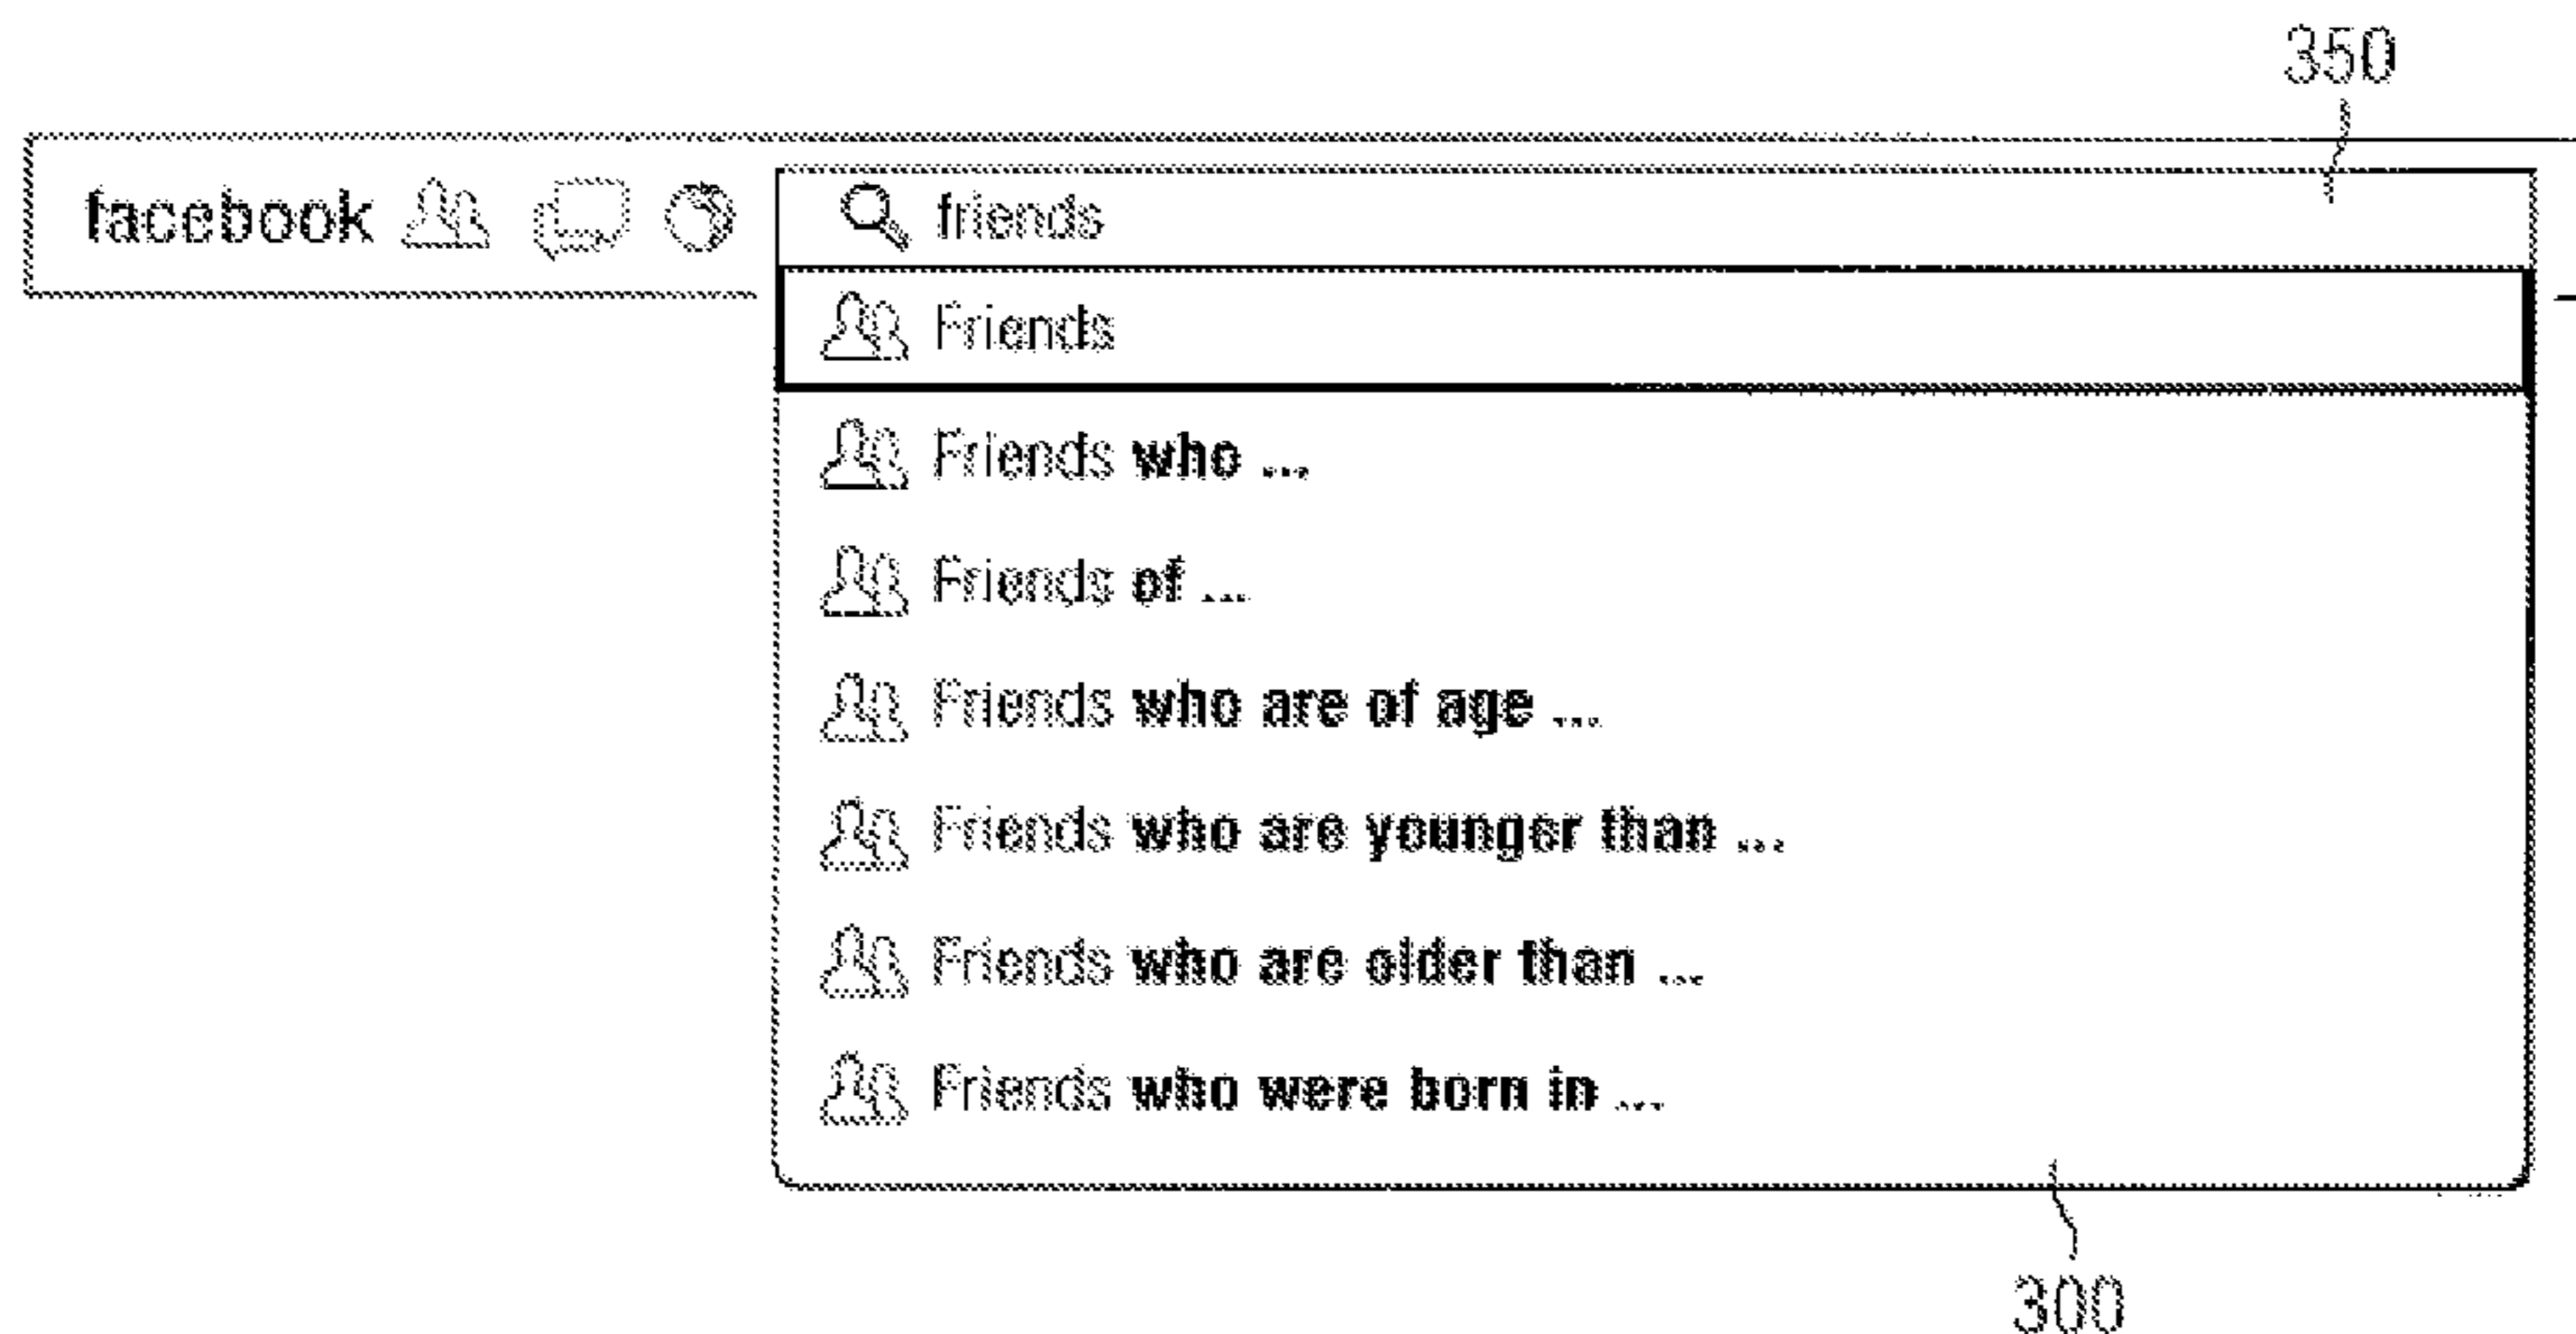 350
facebook friends
Friends
Friends who ...
Friends of ...
Friends who are of age ...
Friends who are younger than ...
Friends who are older than ...
Friends who were born in ...
300